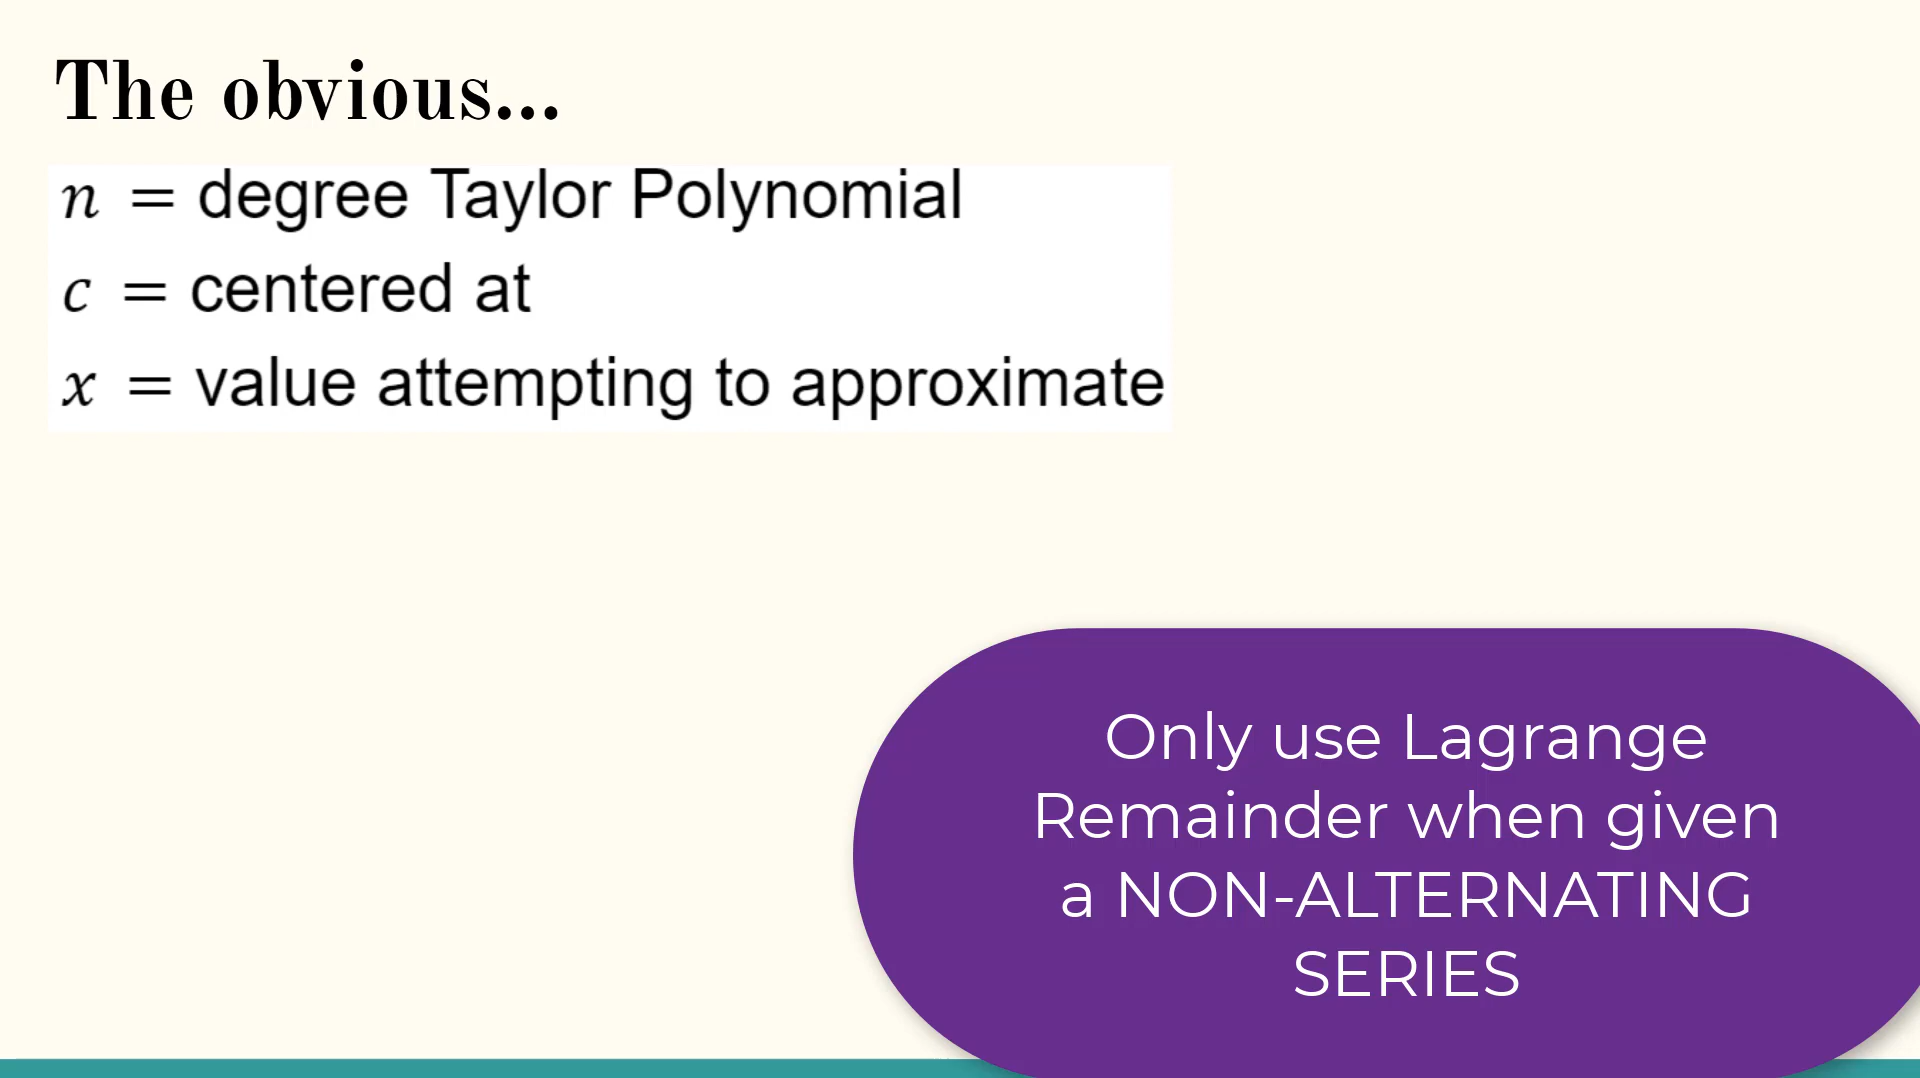 The obvious...
n = degree Taylor Polynomial
c = centered at
x = value attempting to approximate
Only use Lagrange
Remainder when given
a NON-ALTERNATING
SERIES